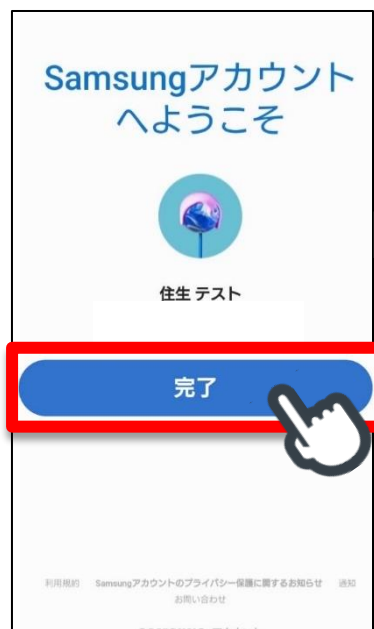 Samsungアカウント
へようこそ
住生 テスト
完了
利用規約 Samsungアカウントのプライバシー保護に関するお知らせ 通知
お問い合わせ